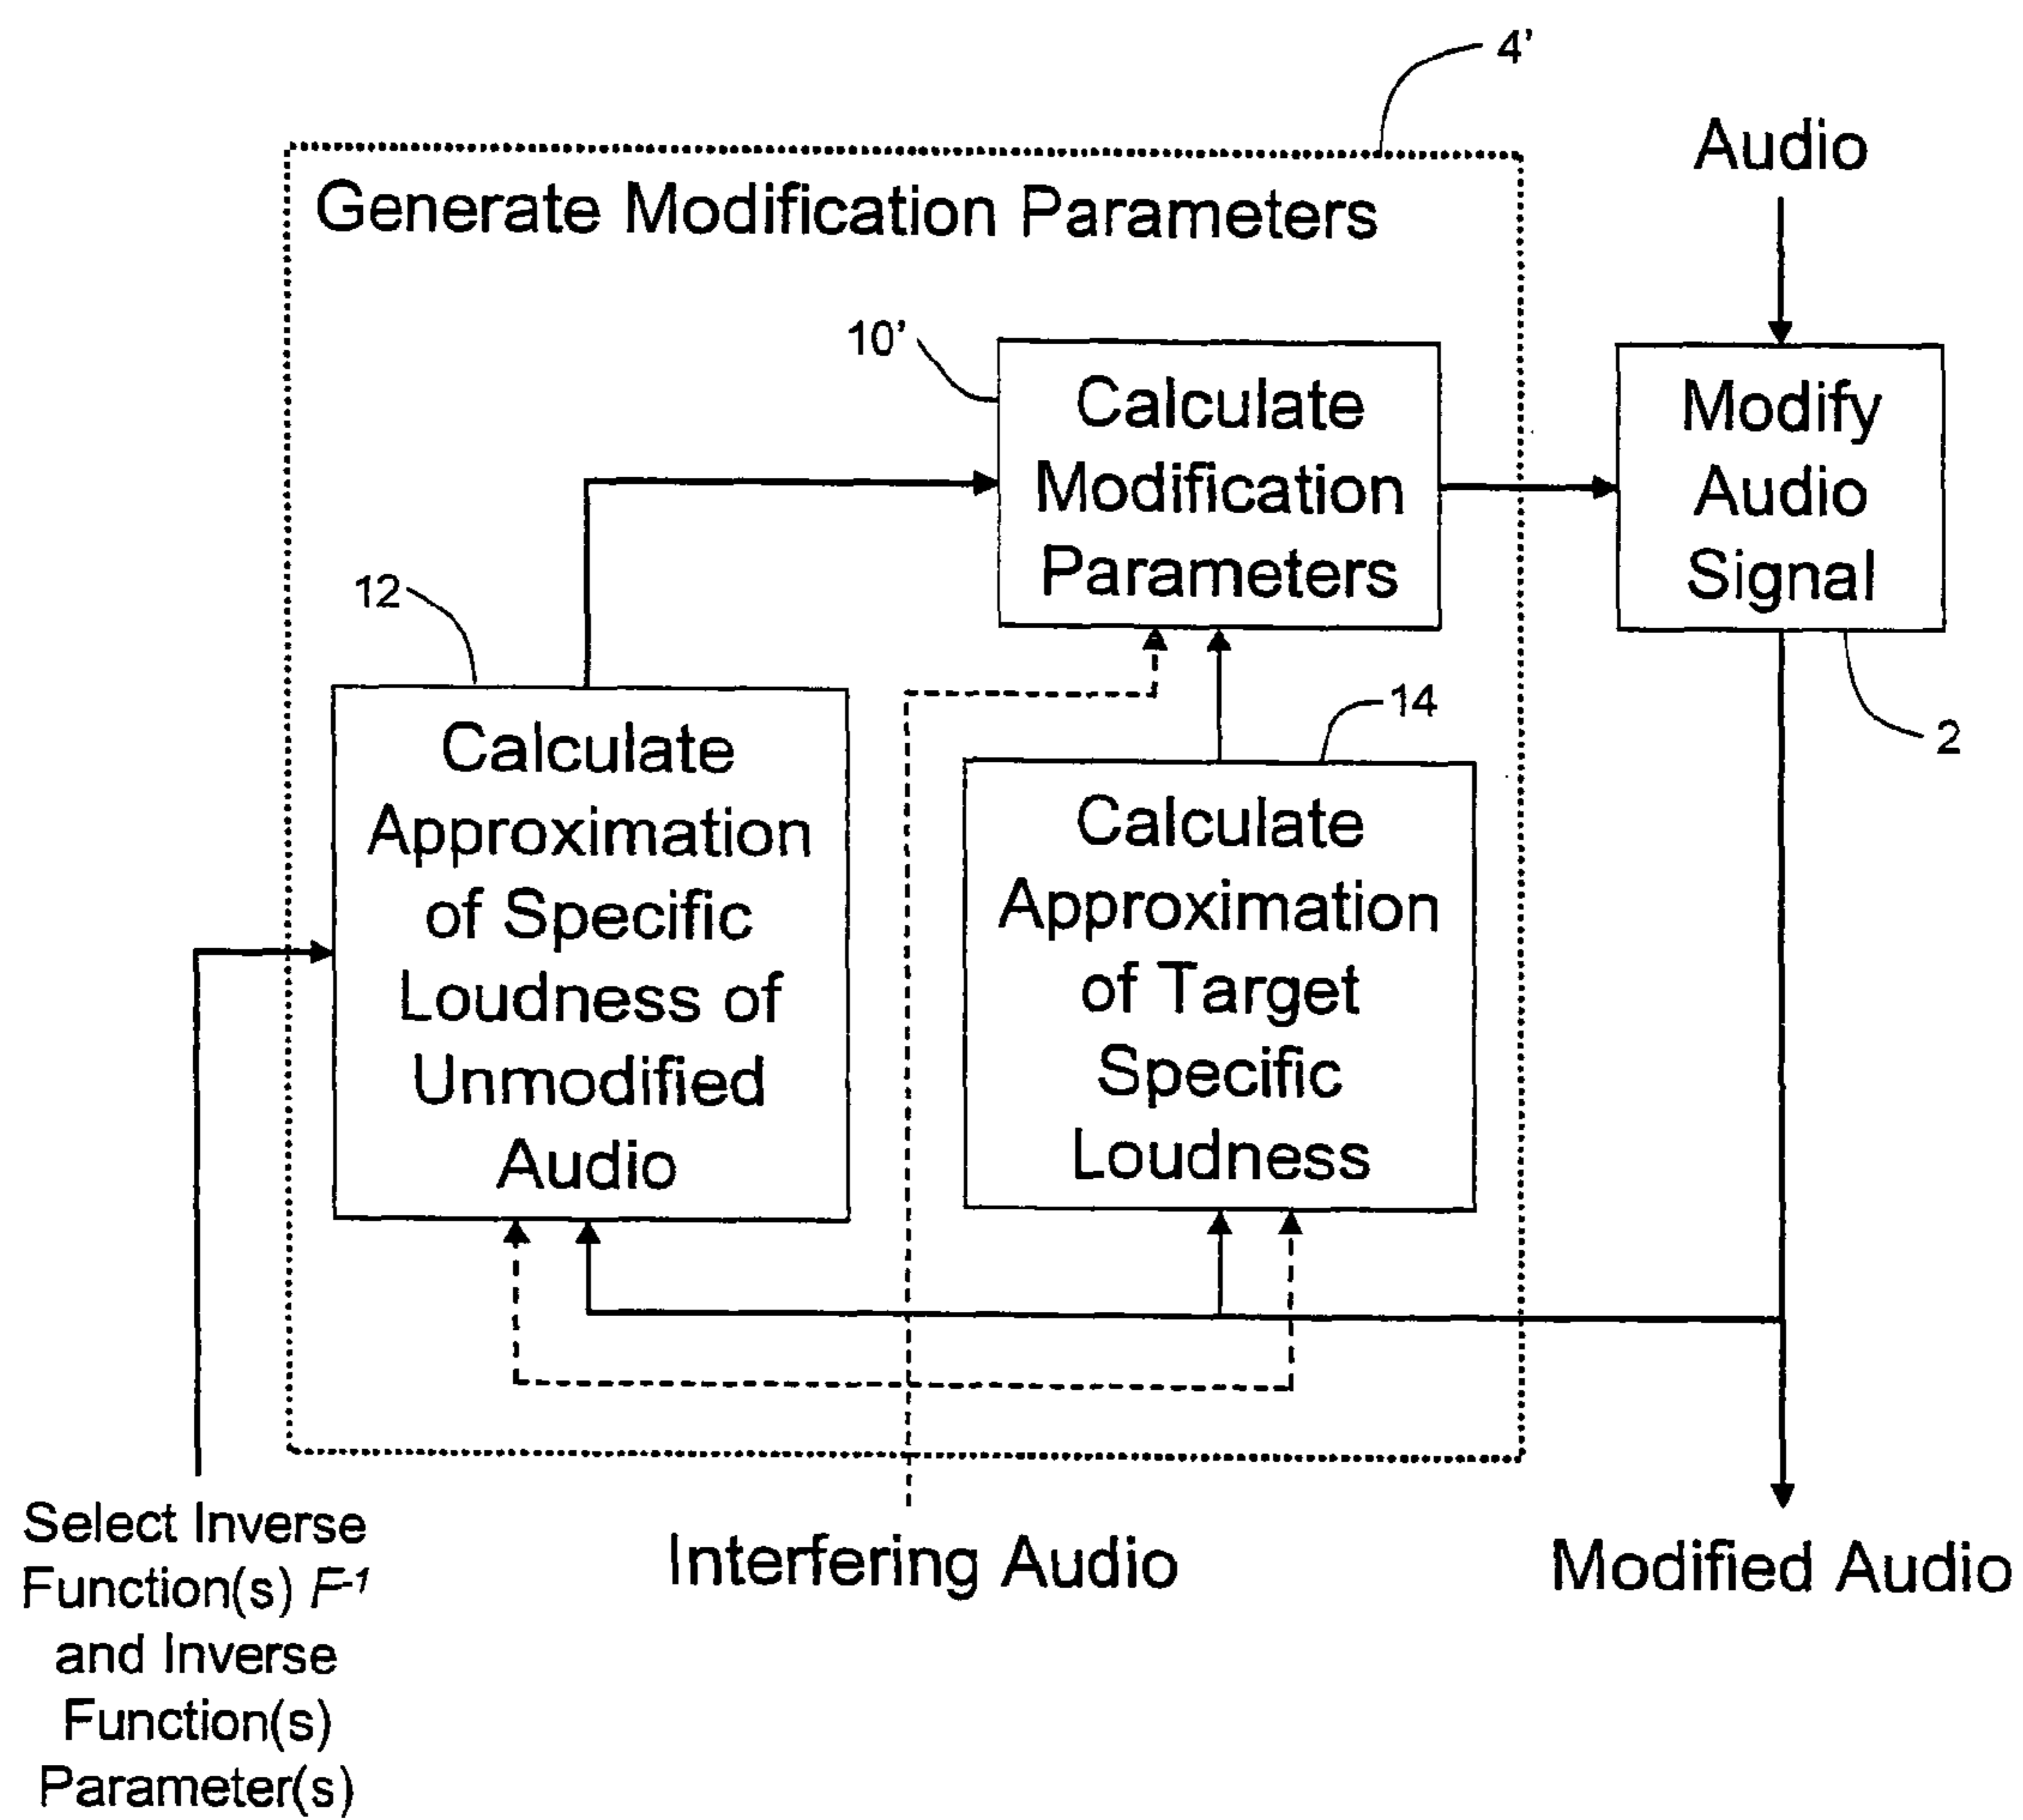 4'
Audio
Generate Modification Parameters
10'
Calculate
Modification
Parameters
Modify
Audio
Signal
12
14
2
Calculate
Approximation
of Specific
Loudness of
Unmodified
Audio
Calculate
Approximation
of Target
Specific
Loudness
Select Inverse
Function(s) F-1
and Inverse
Function(s)
Parameter(s)
Interfering Audio
Modified Audio